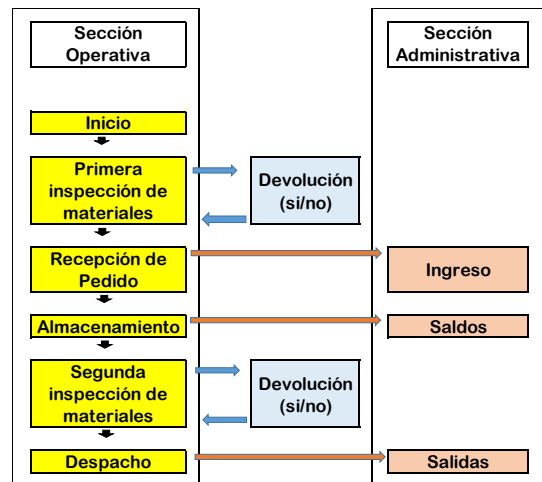 Sección
Operativa
Sección
Administrativa
Inicio
Primera
inspección de
materiales
Devolución
(si/no)
Recepción de
Pedido
Ingreso
Almacenamiento
Saldos
Segunda
inspección de
materiales
Devolución
(si/no)
Despacho
Salidas